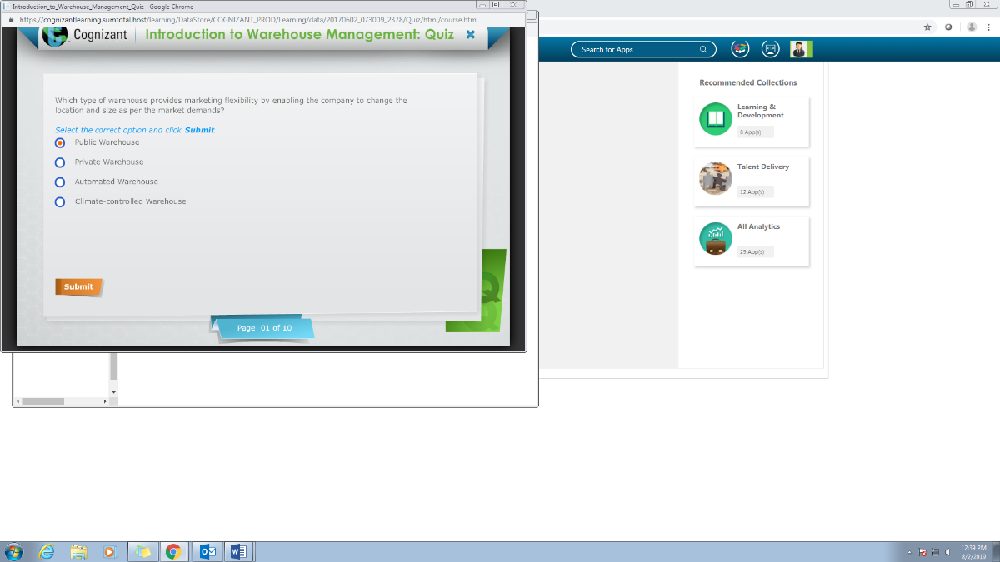 Introduction_to_Warehouse_Management_Quiz - Google Chrome
https://cognizantlearning.sumtotal.host/learning/DataStore/COGNIZANT_PROD/Learning/data/20170602_073009_2378/Quiz/html/course.htm
Cognizant
Introduction to Warehouse Management: Quiz
Which type of warehouse provides marketing flexibility by enabling the company to change the
location and size as per the market demands?
Select the correct option and click Submit.
Public Warehouse
Private Warehouse
Automated Warehouse
Climate-controlled Warehouse
Submit
Page 01 of 10
Q
Search for Apps
Recommended Collections
Learning &
Development
8 App(s)
Talent Delivery
12 App(s)
All Analytics
29 App(s)
12:39 PM
8/2/2019